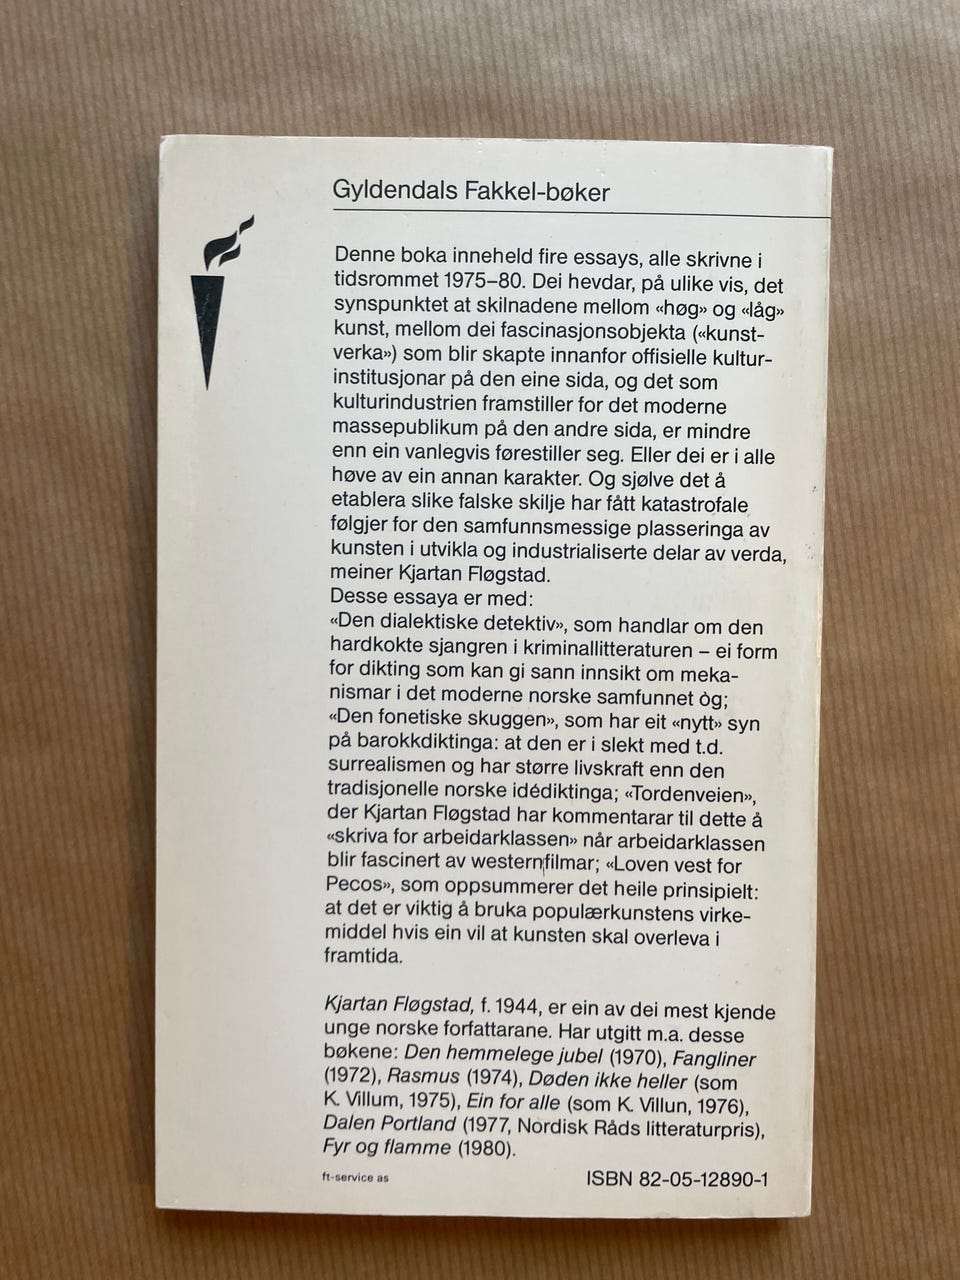 Gyldendals Fakkel-bøker
Denne boka inneheld fire essays, alle skrivne i
tidsrommet 1975–80. Dei hevdar, på ulike vis, det
synspunktet at skilnadene mellom «høg» og «låg»
kunst, mellom dei fascinasjonsobjekta («kunst-
verka») som blir skapte innanfor offisielle kultur-
institusjonar på den eine sida, og det som
kulturindustrien framstiller for det moderne
massepublikum på den andre sida, er mindre
enn ein vanlegvis førestiller seg. Eller dei er i alle
høve av ein annan karakter. Og sjølve det å
etablera slike falske skilje har fått katastrofale
følgjer for den samfunnsmessige plasseringa av
kunsten i utvikla og industrialiserte delar av verda,
meiner Kjartan Fløgstad.
Desse essaya er med:
«Den dialektiske detektiv», som handlar om den
hardkokte sjangren i kriminallitteraturen – ei form
for dikting som kan gi sann innsikt om meka-
nismar i det moderne norske samfunnet òg;
«Den fonetiske skuggen», som har eit «nytt» syn
på barokkdiktinga: at den er i slekt med t.d.
surrealismen og har større livskraft enn den
tradisjonelle norske idédiktinga; «Tordenveien»,
der Kjartan Fløgstad har kommentarar til dette å
«skriva for arbeidarklassen» når arbeidarklassen
blir fascinert av westernfilmar; «Loven vest for
Pecos», som oppsummerer det heile prinsipielt:
at det er viktig å bruka populærkunstens virke-
middel hvis ein vil at kunsten skal overleva i
framtida.
Kjartan Fløgstad, f. 1944, er ein av dei mest kjende
unge norske forfattarane. Har utgitt m.a. desse
bøkene: Den hemmelege jubel (1970), Fangliner
(1972), Rasmus (1974), Døden ikke heller (som
K. Villum, 1975), Ein for alle (som K. Villun, 1976),
Dalen Portland (1977, Nordisk Råds litteraturpris),
Fyr og flamme (1980).
ft-service as
ISBN 82-05-12890-1